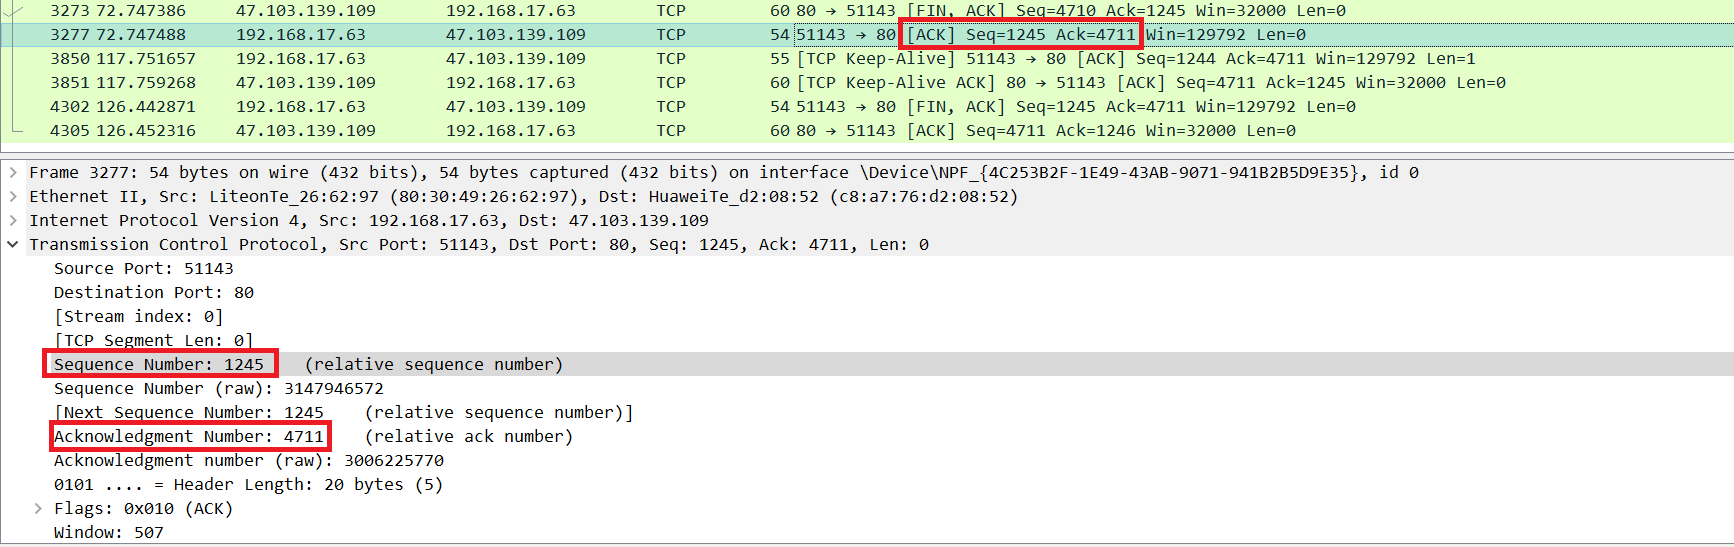 3273 72.747386 47.103.139.109 192.168.17.63 TCP 60 80 → 51143 [FIN, ACK] Seq=4710 Ack=1245 Win=32000 Len=0
3277 72.747488 192.168.17.63 47.103.139.109 TCP 54 51143 → 80 [ACK] Seq=1245 Ack=4711 Win=129792 Len=0
3850 117.751657 192.168.17.63 47.103.139.109 TCP 55 [TCP Keep-Alive] 51143 → 80 [ACK] Seq=1244 Ack=4711 Win=129792 Len=1
3851 117.759268 47.103.139.109 192.168.17.63 TCP 60 [TCP Keep-Alive ACK] 80 → 51143 [ACK] Seq=4711 Ack=1245 Win=32000 Len=0
4302 126.442871 192.168.17.63 47.103.139.109 TCP 54 51143 → 80 [FIN, ACK] Seq=1245 Ack=4711 Win=129792 Len=0
4305 126.452316 47.103.139.109 192.168.17.63 TCP 60 80 → 51143 [ACK] Seq=4711 Ack=1246 Win=32000 Len=0
Frame 3277: 54 bytes on wire (432 bits), 54 bytes captured (432 bits) on interface \Device\NPF_{4C253B2F-1E49-43AB-9071-941B2B5D9E35}, id 0
Ethernet II, Src: LiteonTe_26:62:97 (80:30:49:26:62:97), Dst: HuaweiTe_d2:08:52 (c8:a7:76:d2:08:52)
Internet Protocol Version 4, Src: 192.168.17.63, Dst: 47.103.139.109
Transmission Control Protocol, Src Port: 51143, Dst Port: 80, Seq: 1245, Ack: 4711, Len: 0
Source Port: 51143
Destination Port: 80
[Stream index: 0]
[TCP Segment Len: 0]
Sequence Number: 1245 (relative sequence number)
Sequence Number (raw): 3147946572
[Next Sequence Number: 1245 (relative sequence number)]
Acknowledgment Number: 4711 (relative ack number)
Acknowledgment number (raw): 3006225770
0101 .... = Header Length: 20 bytes (5)
Flags: 0x010 (ACK)
Window: 507